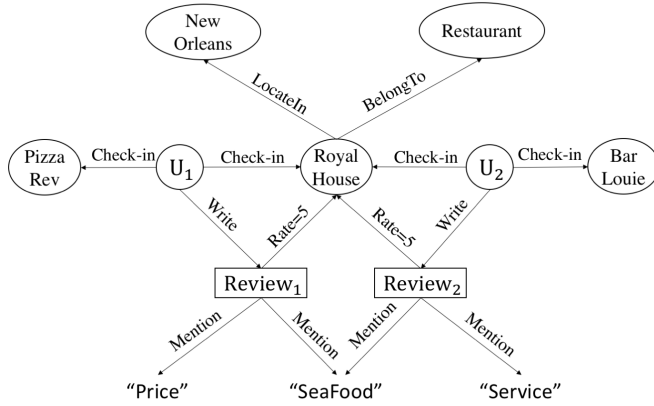 New
Orleans
Restaurant
LocateIn
BelongTo
Pizza
Rev
Check-in
U₁
Check-in
Royal
House
Check-in
U₂
Check-in
Bar
Louie
Write
Rate=5
Rate=5
Write
Review₁
Review₂
Mention
Mention
Mention
Mention
“Price”
“SeaFood”
“Service”